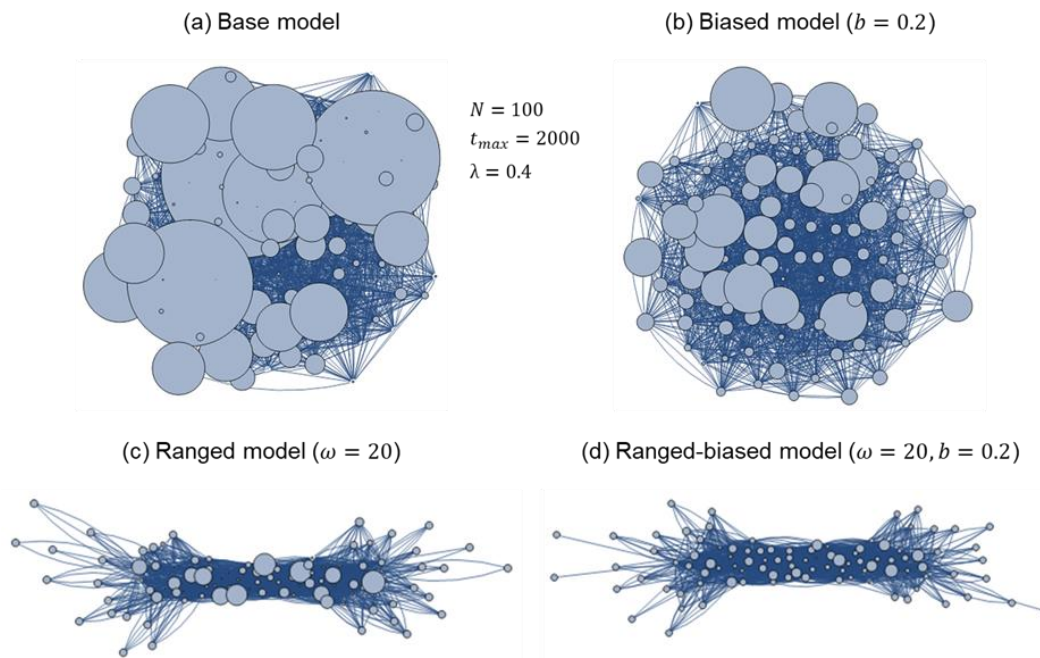 (a) Base model
(b) Biased model (𝑏 = 0.2)
𝑁 = 100
𝑡ₘₐₓ = 2000
λ = 0.4
(c) Ranged model (𝜔 = 20)
(d) Ranged-biased model (𝜔 = 20, 𝑏 = 0.2)